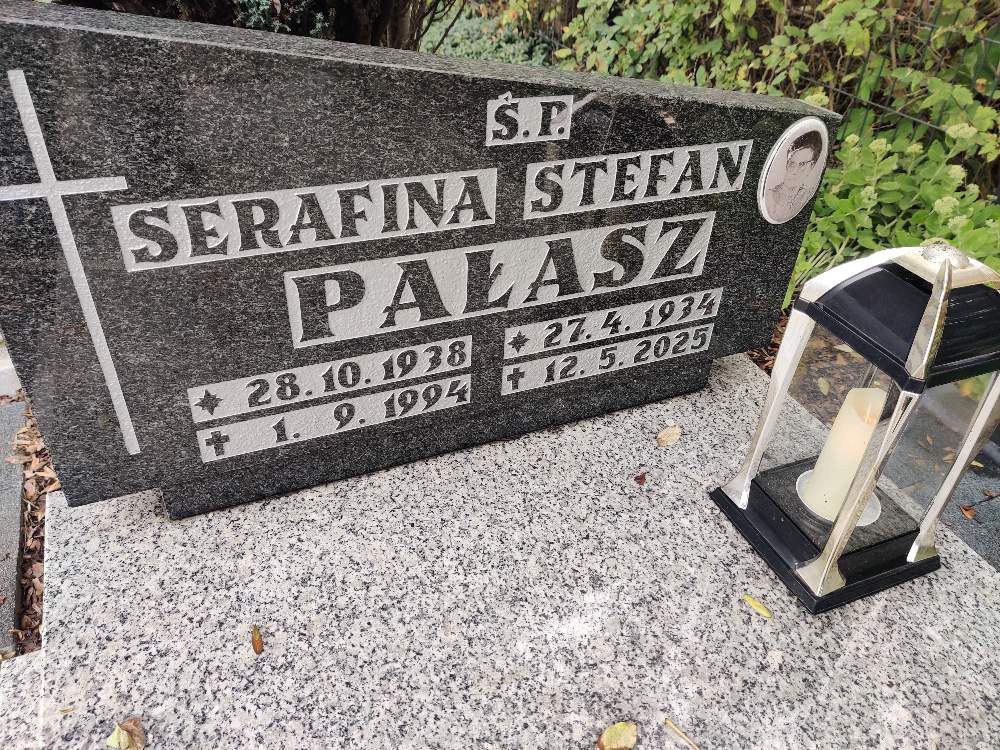 Ś.P.
SERAFINA STEFAN
PAŁASZ
28.10.1938 27.4.1934
1.9.1994 12.5.2025